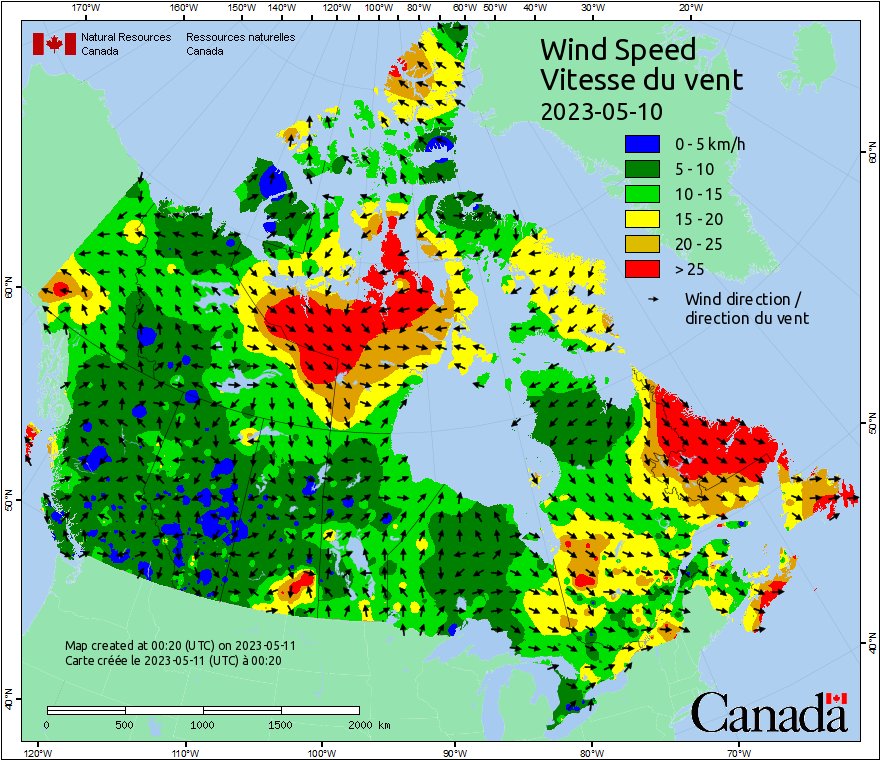 170°W 160°W 150°W 140°W 120°W 100°W 80°W 60°W 50°W 40°W 30°W 20°W
Natural Resources Canada
Ressources naturelles Canada
Wind Speed
Vitesse du vent
2023-05-10
0 - 5 km/h
5 - 10
10 - 15
15 - 20
20 - 25
> 25
Wind direction /
direction du vent
60°N
50°N
40°N
60°N
50°N
40°N
Map created at 00:20 (UTC) on 2023-05-11
Carte créée le 2023-05-11 (UTC) à 00:20
0 500 1000 1500 2000 km
Canada
120°W 110°W 100°W 90°W 80°W 70°W